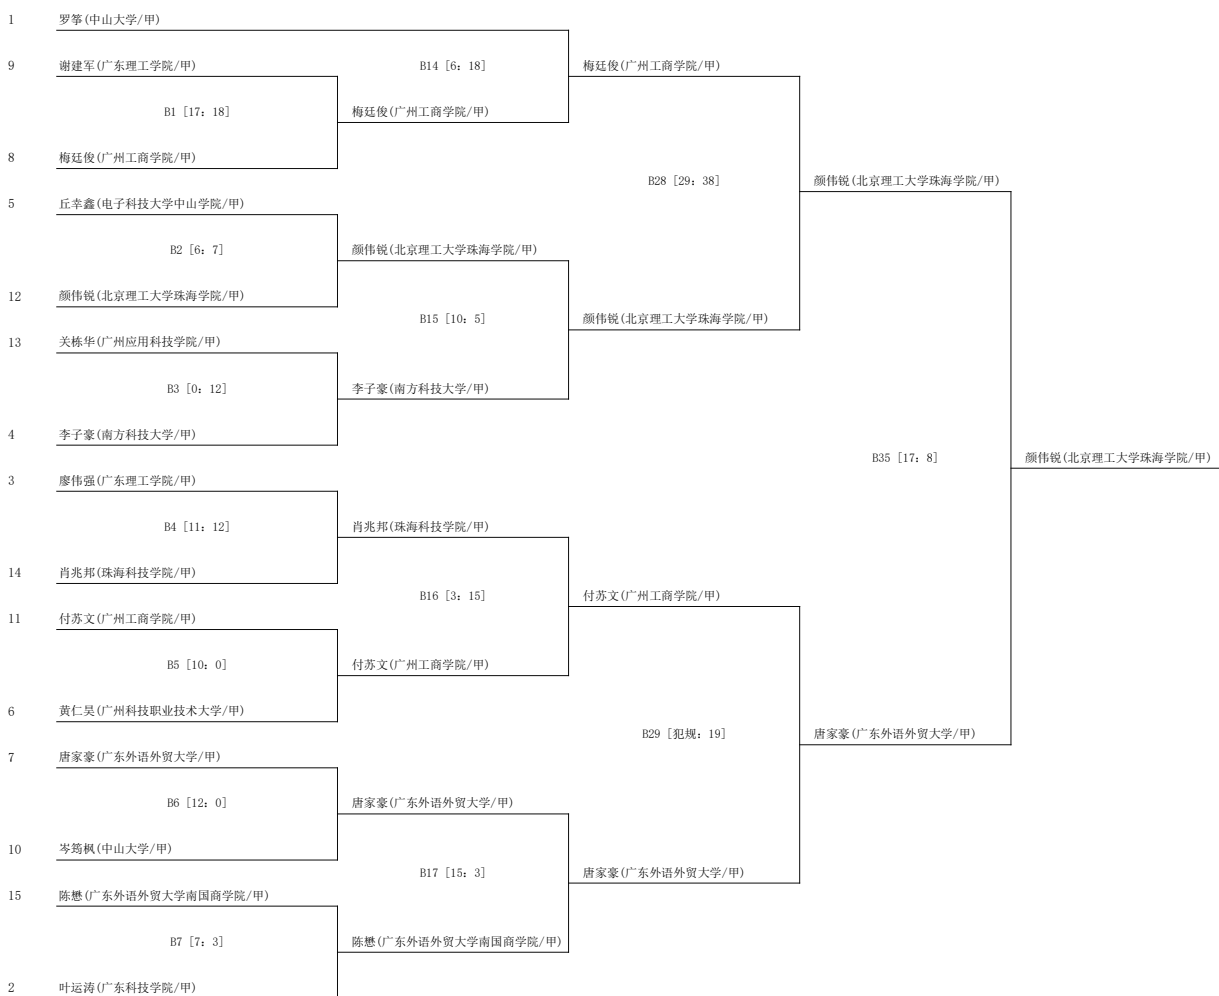 1 罗筝(中山大学/甲)
9 谢建军(广东理工学院/甲) B14 [6：18] 梅廷俊(广州工商学院/甲)
B1 [17：18] 梅廷俊(广州工商学院/甲)
8 梅廷俊(广州工商学院/甲)
B28 [29：38] 颜伟锐(北京理工大学珠海学院/甲)
5 丘幸鑫(电子科技大学中山学院/甲)
B2 [6：7] 颜伟锐(北京理工大学珠海学院/甲)
12 颜伟锐(北京理工大学珠海学院/甲)
B15 [10：5] 颜伟锐(北京理工大学珠海学院/甲)
13 关栋华(广州应用科技学院/甲)
B3 [0：12] 李子豪(南方科技大学/甲)
4 李子豪(南方科技大学/甲)
B35 [17：8] 颜伟锐(北京理工大学珠海学院/甲)
3 廖伟强(广东理工学院/甲)
B4 [11：12] 肖兆邦(珠海科技学院/甲)
14 肖兆邦(珠海科技学院/甲)
B16 [3：15] 付苏文(广州工商学院/甲)
11 付苏文(广州工商学院/甲)
B5 [10：0] 付苏文(广州工商学院/甲)
6 黄仁昊(广州科技职业技术大学/甲)
B29 [犯规：19] 唐家豪(广东外语外贸大学/甲)
7 唐家豪(广东外语外贸大学/甲)
B6 [12：0] 唐家豪(广东外语外贸大学/甲)
10 岑筠枫(中山大学/甲)
B17 [15：3] 唐家豪(广东外语外贸大学/甲)
15 陈懋(广东外语外贸大学南国商学院/甲)
B7 [7：3] 陈懋(广东外语外贸大学南国商学院/甲)
2 叶运涛(广东科技学院/甲)